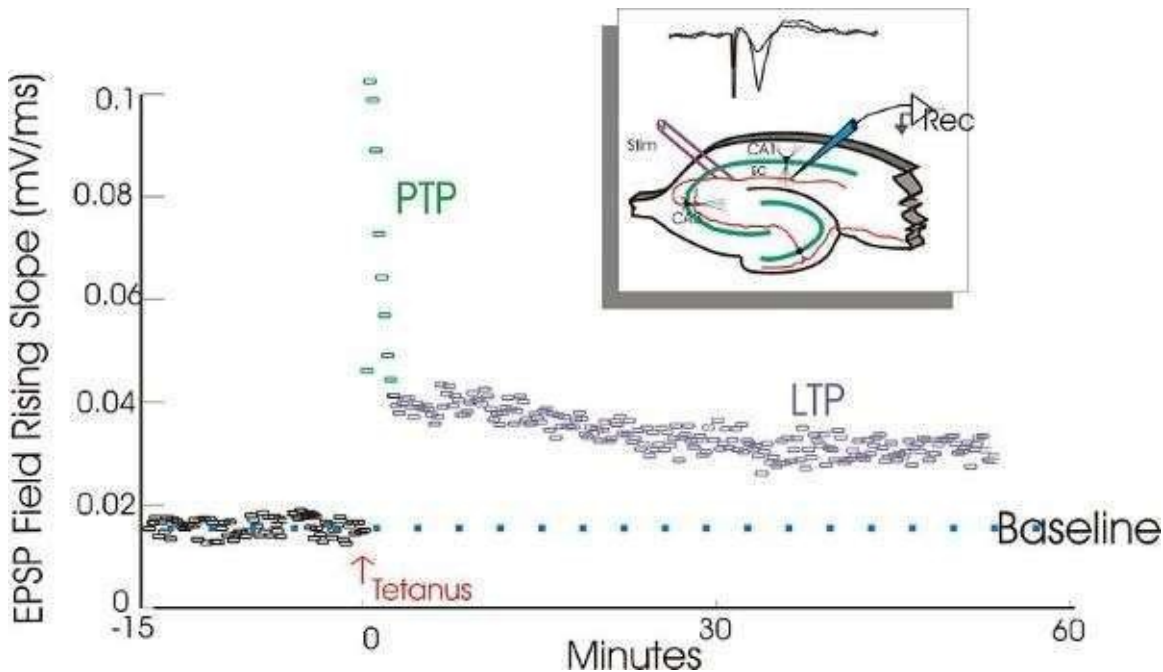 EPSP Field Rising Slope (mV/ms)
0.1
0.08
0.06
0.04
0.02
0
-15
0
30
60
Minutes
PTP
LTP
Baseline
Tetanus
Stim
Rec
CA1
SC
CA3